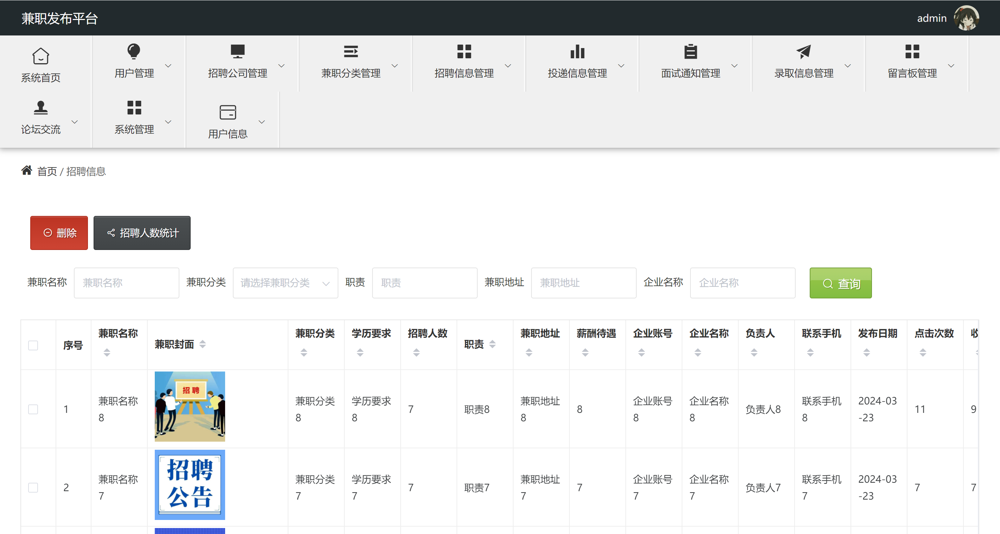 兼职发布平台
admin
系统首页
用户管理
招聘公司管理
兼职分类管理
招聘信息管理
投递信息管理
面试通知管理
录取信息管理
留言板管理
论坛交流
系统管理
用户信息
首页 / 招聘信息
删除
招聘人数统计
兼职名称 兼职名称 兼职分类 请选择兼职分类 职责 职责 兼职地址 兼职地址 企业名称 企业名称 查询
序号 兼职名称 兼职封面 兼职分类 学历要求 招聘人数 职责 兼职地址 薪酬待遇 企业账号 企业名称 负责人 联系手机 发布日期 点击次数
招聘
1 兼职名称8 兼职分类8 学历要求8 7 职责8 兼职地址8 8 企业账号8 企业名称8 负责人8 联系手机8 2024-03-23 11 9
招聘
公告
2 兼职名称7 兼职分类7 学历要求7 7 职责7 兼职地址7 7 企业账号7 企业名称7 负责人7 联系手机7 2024-03-23 7 7